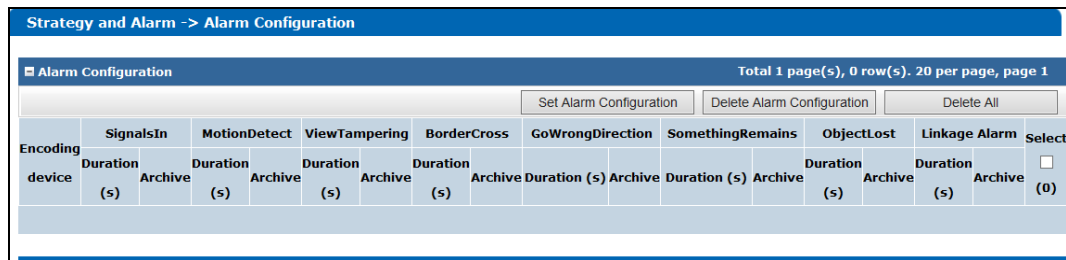 Strategy and Alarm -> Alarm Configuration
Alarm Configuration Total 1 page(s), 0 row(s). 20 per page, page 1
Set Alarm Configuration Delete Alarm Configuration Delete All
Encoding device SignalsIn MotionDetect ViewTampering BorderCross GoWrongDirection SomethingRemains ObjectLost Linkage Alarm Select
Duration (s) Archive Duration (s) Archive Duration (s) Archive Duration (s) Archive Duration (s) Archive Duration (s) Archive Duration (s) Archive Duration (s) Archive (0)